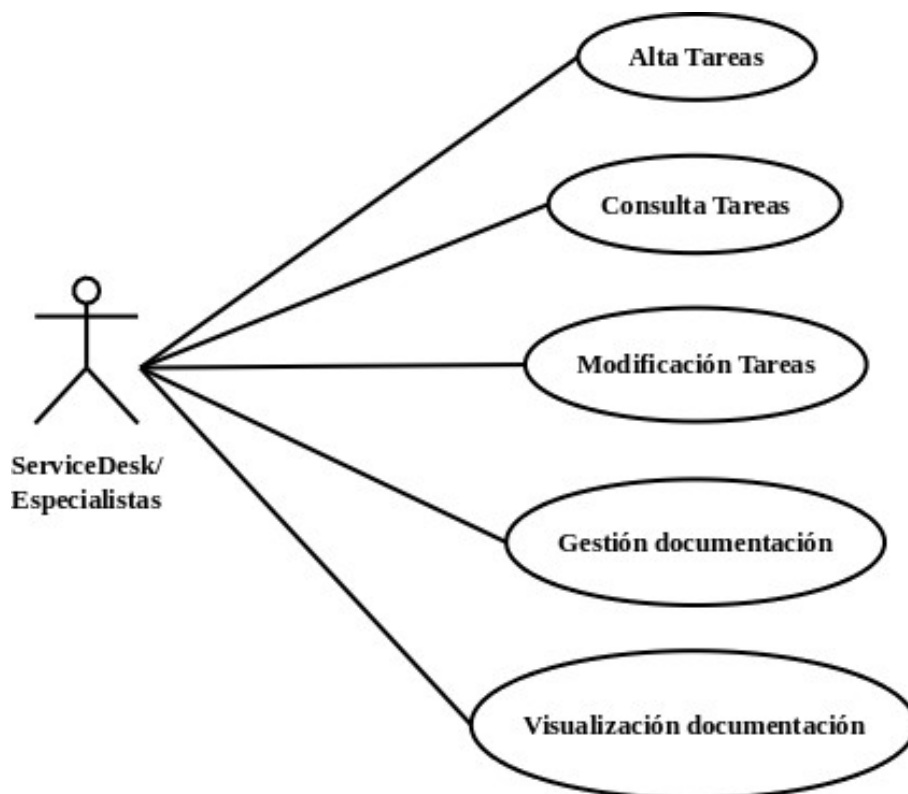 Alta Tareas
Consulta Tareas
Modificación Tareas
ServiceDesk/
Especialistas
Gestión documentación
Visualización documentación